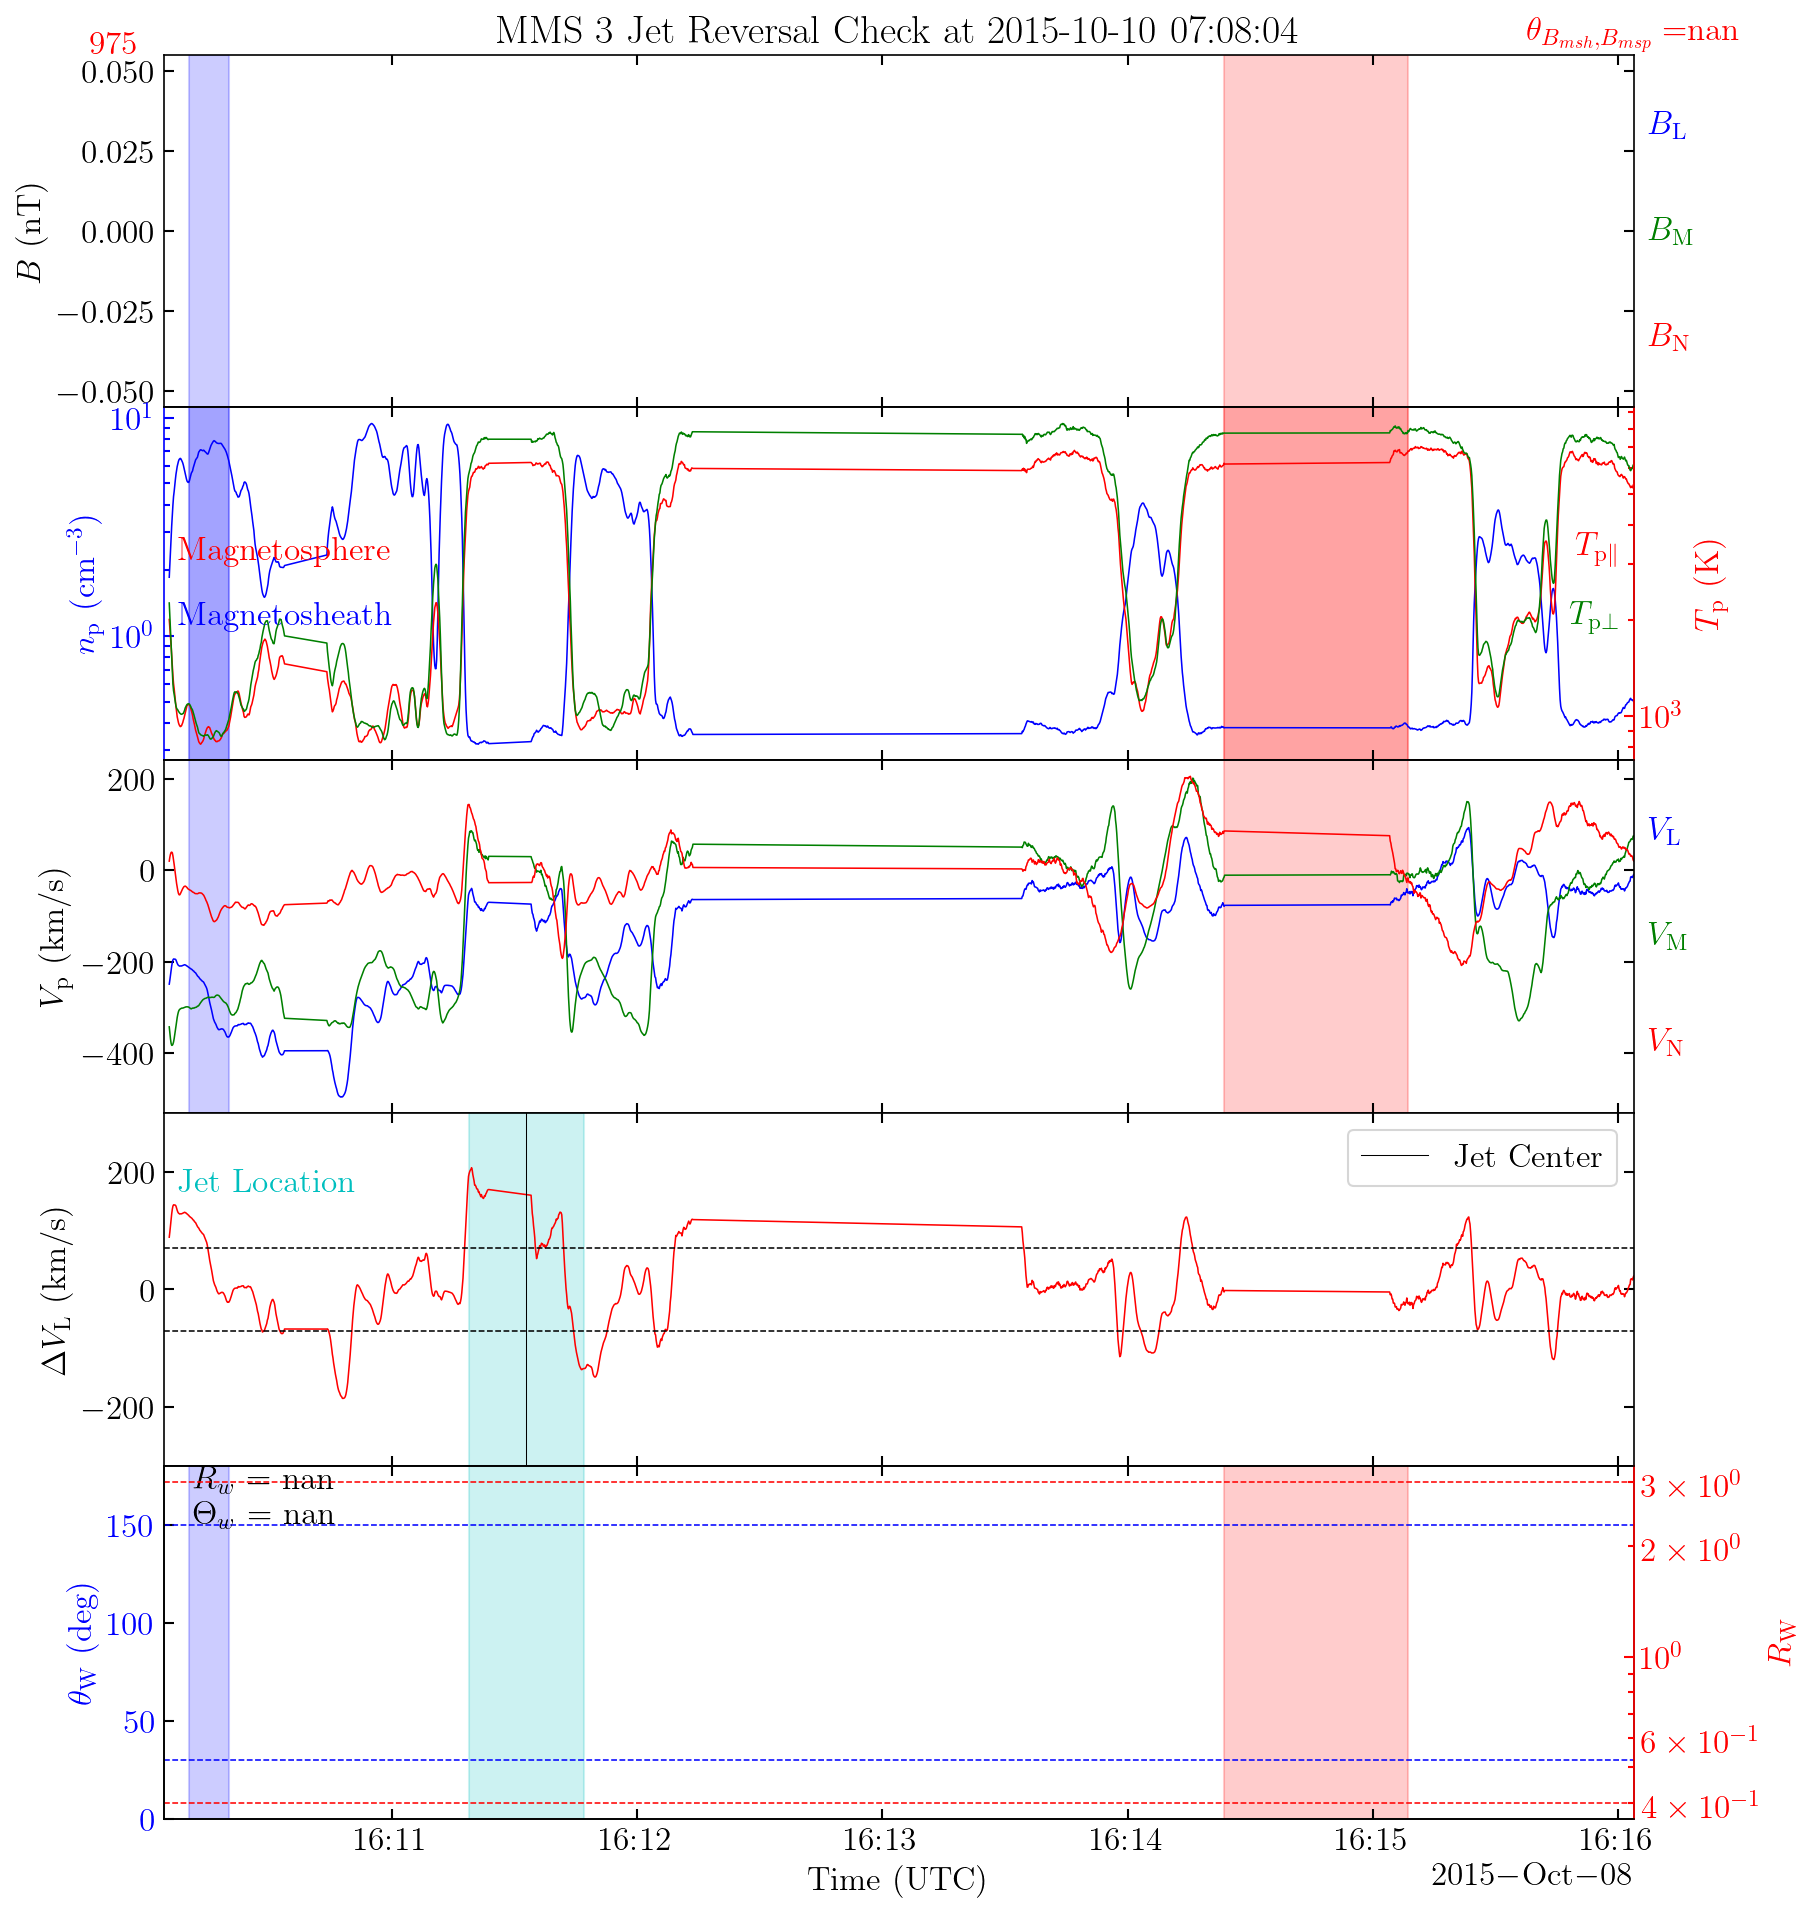 975
MMS 3 Jet Reversal Check at 2015-10-10 07:08:04
θ_{B_{msh},B_{msp}} =nan
0.050
0.025
0.000
−0.025
−0.050
B (nT)
B_L
B_M
B_N
10^1
10^0
n_p (cm^{−3})
Magnetosphere
Magnetosheath
T_{p∥}
T_{p⊥}
10^3
T_p (K)
200
0
−200
−400
V_p (km/s)
V_L
V_M
V_N
200
0
−200
ΔV_L (km/s)
Jet Location
Jet Center
R_w = nan
Θ_w = nan
150
100
50
0
θ_W (deg)
3 × 10^0
2 × 10^0
10^0
6 × 10^{−1}
4 × 10^{−1}
R_W
16:11
16:12
16:13
16:14
16:15
16:16
Time (UTC)
2015−Oct−08